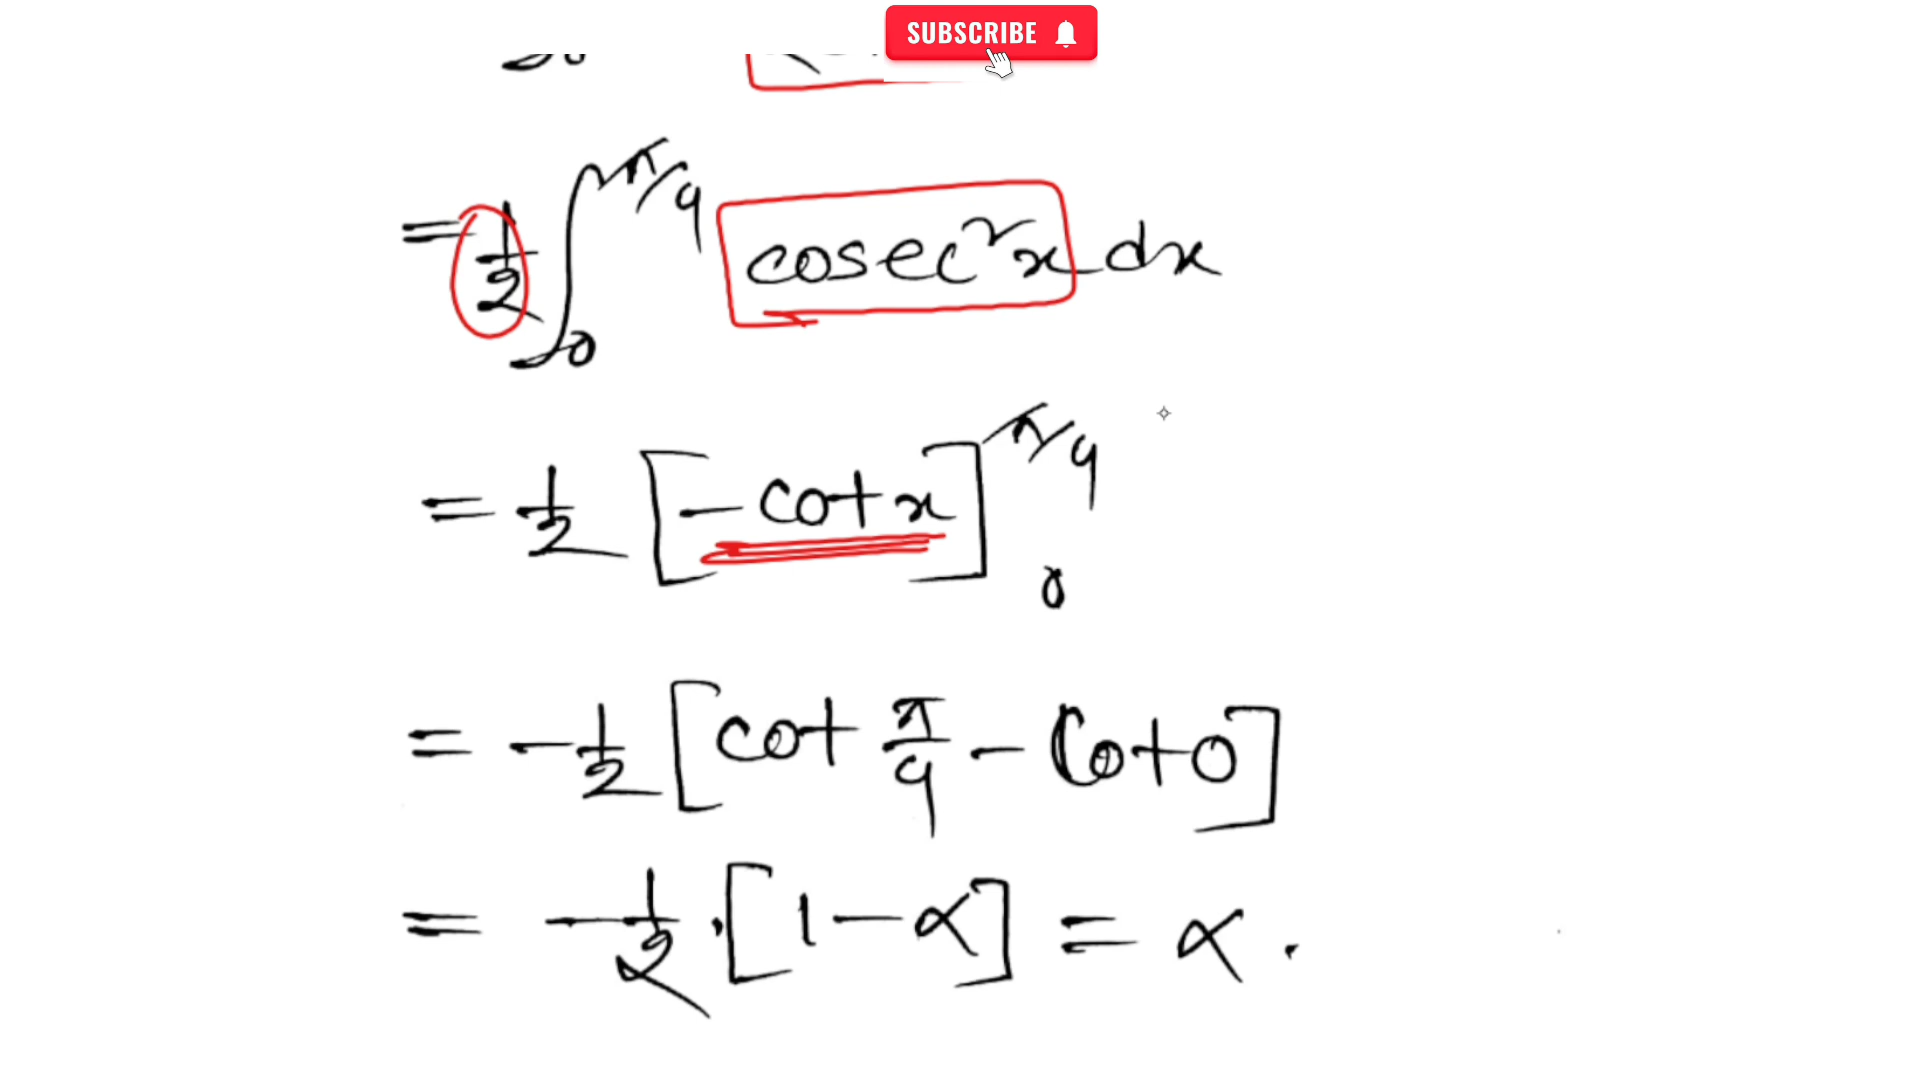 SUBSCRIBE
= 1/2 ∫₀^π/4 cosec²x dx
= 1/2 [-cot x]₀^π/4
= -1/2 [cot π/4 - cot 0]
= -1/2 · [1 - α] = α .